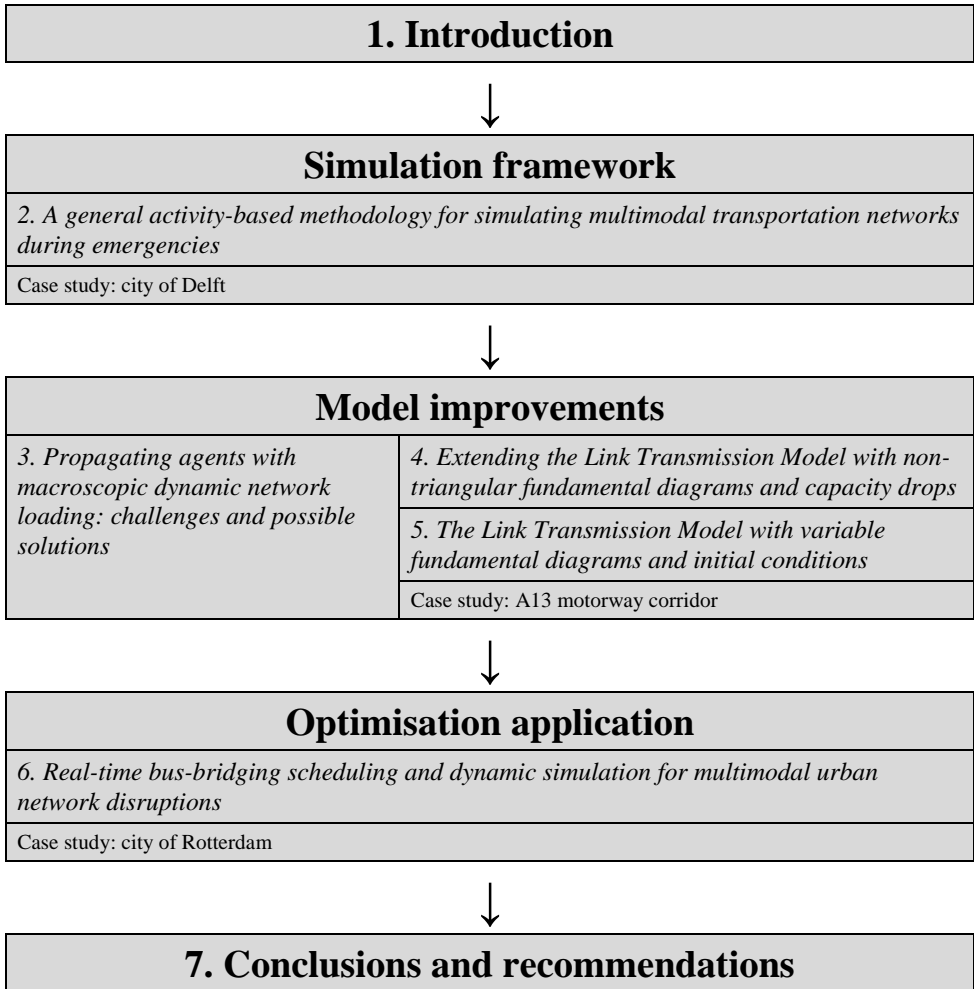 1. Introduction
Simulation framework
2. A general activity-based methodology for simulating multimodal transportation networks
during emergencies
Case study: city of Delft
Model improvements
3. Propagating agents with
macroscopic dynamic network
loading: challenges and possible
solutions
4. Extending the Link Transmission Model with non-
triangular fundamental diagrams and capacity drops
5. The Link Transmission Model with variable
fundamental diagrams and initial conditions
Case study: A13 motorway corridor
Optimisation application
6. Real-time bus-bridging scheduling and dynamic simulation for multimodal urban
network disruptions
Case study: city of Rotterdam
7. Conclusions and recommendations